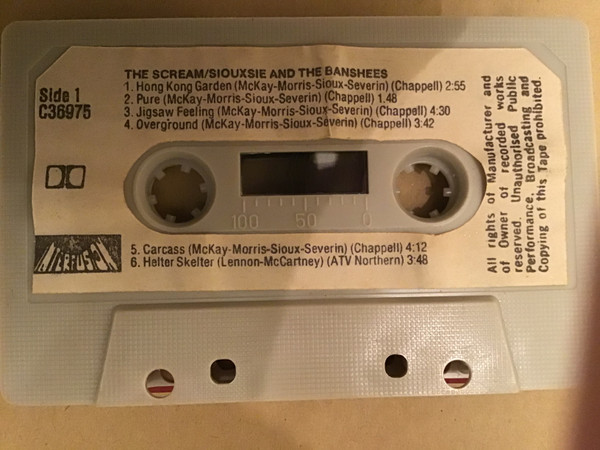 THE SCREAM/SIOUXSIE AND THE BANSHEES
1. Hong Kong Garden (McKay-Morris-Sioux-Severin) (Chappell) 2:55
2. Pure (McKay-Morris-Sioux-Severin) (Chappell) 1.48
3. Jigsaw Feeling (McKay-Morris-Sioux-Severin) (Chappell) 4:30
4. Overground (McKay-Morris-Sioux-Severin) (Chappell) 3:42
Side 1
C36975
100 50 0
INTERFUSION
5. Carcass (McKay-Morris-Sioux-Severin) (Chappell) 4:12
6. Helter Skelter (Lennon-McCartney) (ATV Northern) 3:48
All rights of Manufacturer and
of Owner of recorded works
reserved. Unauthorised Public
Performance, Broadcasting and
Copying of this Tape prohibited.